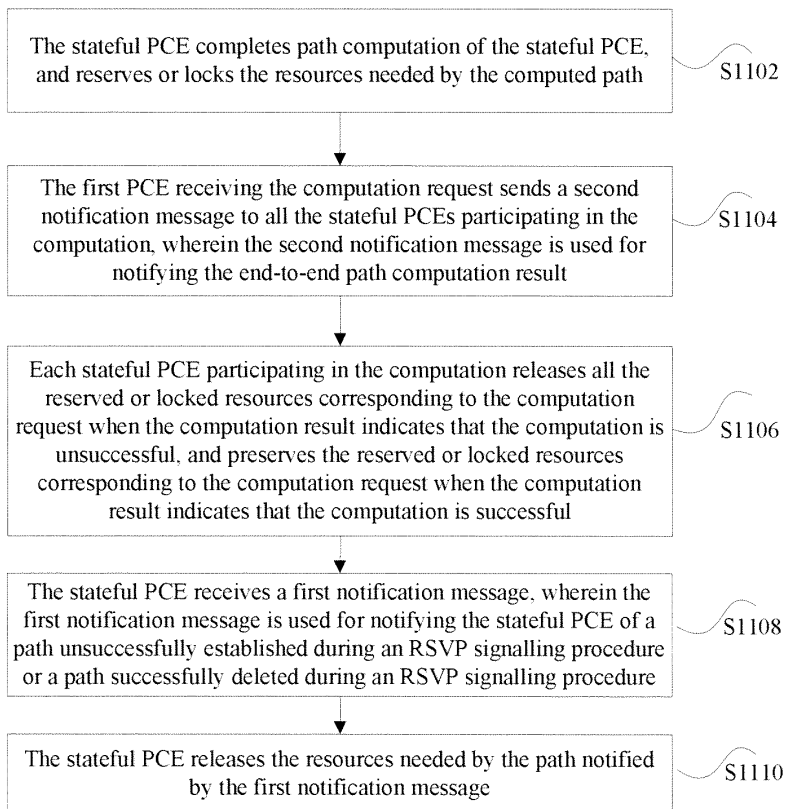 The stateful PCE completes path computation of the stateful PCE,
and reserves or locks the resources needed by the computed path
S1102
The first PCE receiving the computation request sends a second
notification message to all the stateful PCEs participating in the
computation, wherein the second notification message is used for
notifying the end-to-end path computation result
S1104
Each stateful PCE participating in the computation releases all the
reserved or locked resources corresponding to the computation
request when the computation result indicates that the computation is
unsuccessful, and preserves the reserved or locked resources
corresponding to the computation request when the computation
result indicates that the computation is successful
S1106
The stateful PCE receives a first notification message, wherein the
first notification message is used for notifying the stateful PCE of a
path unsuccessfully established during an RSVP signalling procedure
or a path successfully deleted during an RSVP signalling procedure
S1108
The stateful PCE releases the resources needed by the path notified
by the first notification message
S1110